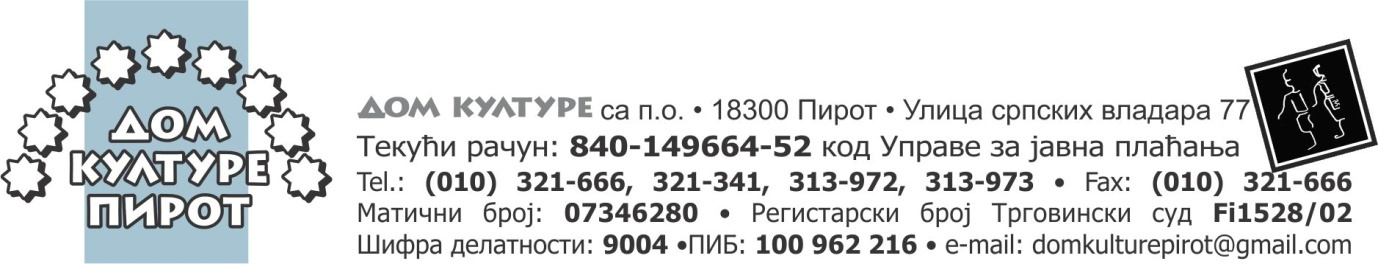 ДОМ
КУЛТУРЕ
ПИРОТ
ДОМ КУЛТУРЕ са п.о. • 18300 Пирот • Улица српских владара 77
Текући рачун: 840-149664-52 код Управе за јавна плаћања
Tel.: (010) 321-666, 321-341, 313-972, 313-973 • Fax: (010) 321-666
Матични број: 07346280 • Регистарски број Трговински суд Fi1528/02
Шифра делатности: 9004 •ПИБ: 100 962 216 • e-mail: domkulturepirot@gmail.com